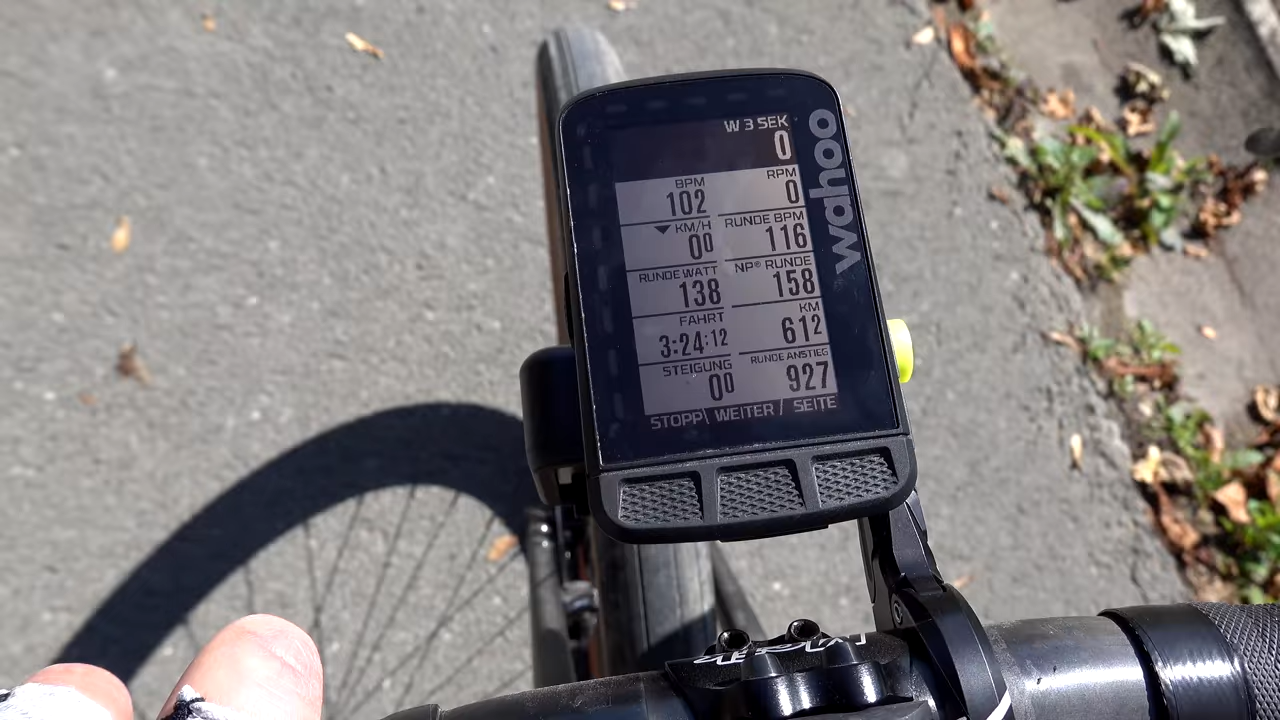 W 3 SEK
0
BPM
102
RPM
0
KM/H
00
RUNDE BPM
116
RUNDE WATT
138
NP® RUNDE
158
FAHRT
3:24:12
KM
612
STEIGUNG
00
RUNDE ANSTIEG
927
STOPP WEITER SEITE
wahoo